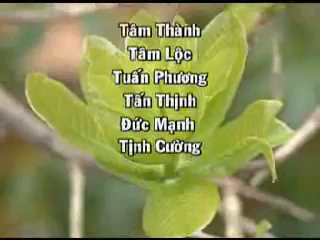 Tâm Thành
Tâm Lộc
Tuấn Phương
Tấn Thịnh
Đức Mạnh
Tịnh Cường